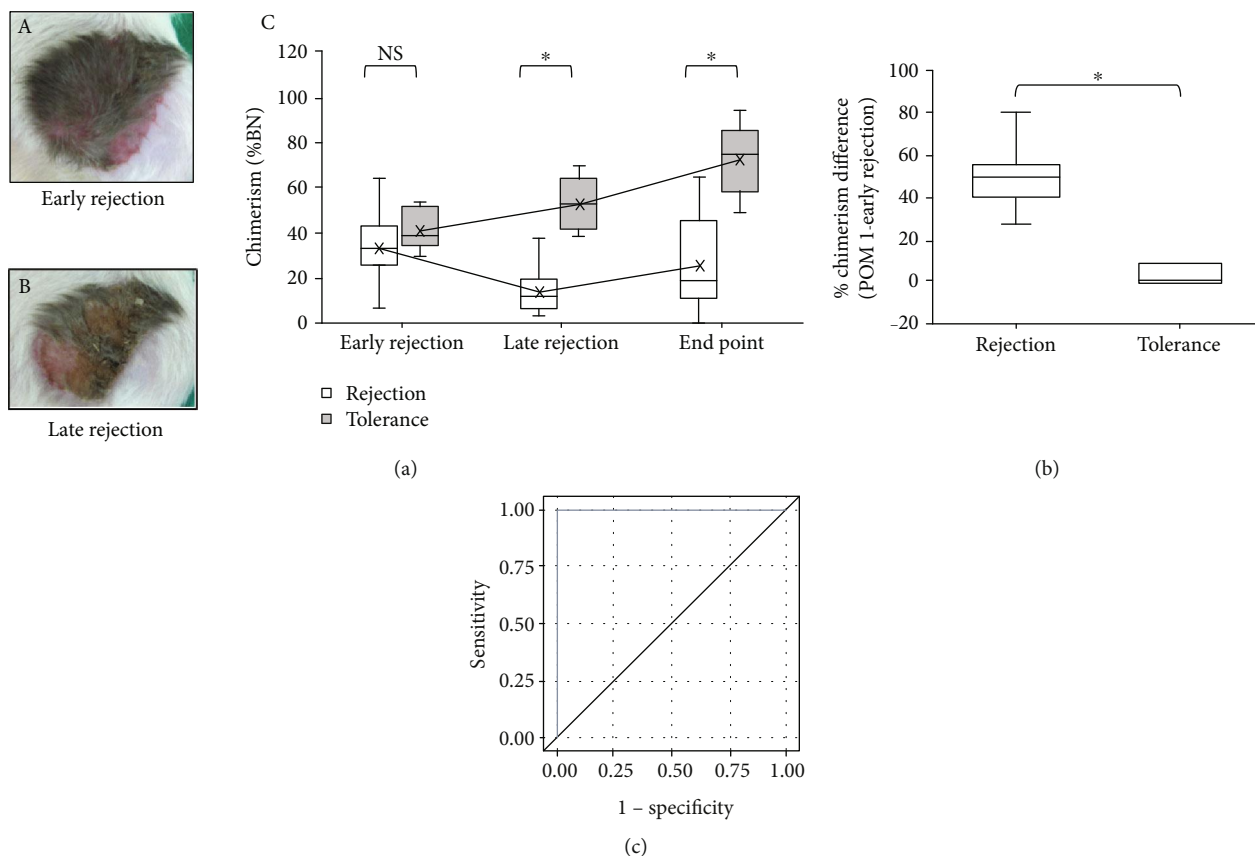 A
Early rejection
B
Late rejection
C
120
100
80
60
40
20
0
Chimerism (%BN)
NS
*
*
Early rejection
Late rejection
End point
Rejection
Tolerance
(a)
100
80
60
40
20
0
–20
% chimerism difference
(POM 1-early rejection)
*
Rejection
Tolerance
(b)
1.00
0.75
0.50
0.25
0.00
Sensitivity
0.00 0.25 0.50 0.75 1.00
1 – specificity
(c)